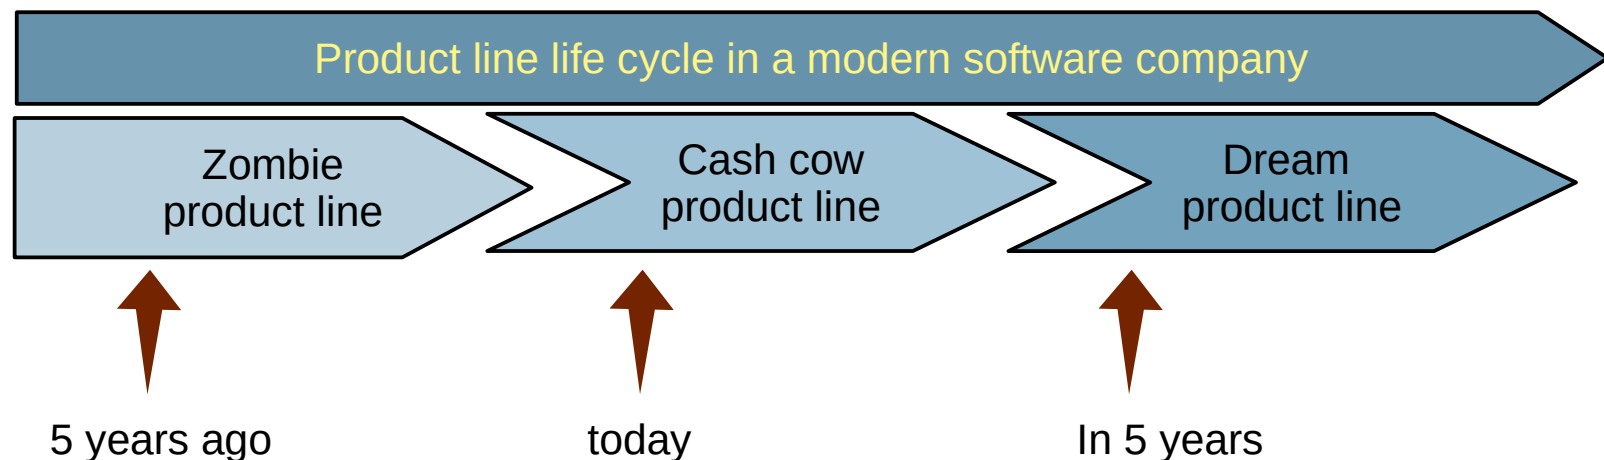 Product line life cycle in a modern software company
Zombie
product line
Cash cow
product line
Dream
product line
5 years ago
today
In 5 years